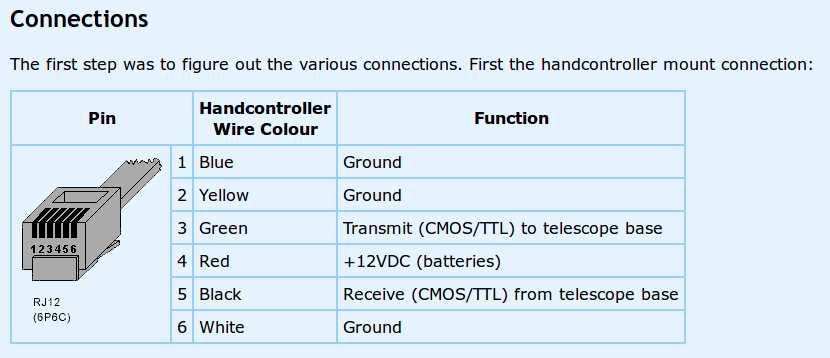 Connections
The first step was to figure out the various connections. First the handcontroller mount connection:
Pin Handcontroller Wire Colour Function
1 Blue Ground
2 Yellow Ground
3 Green Transmit (CMOS/TTL) to telescope base
4 Red +12VDC (batteries)
5 Black Receive (CMOS/TTL) from telescope base
6 White Ground
123456
RJ12
(6P6C)